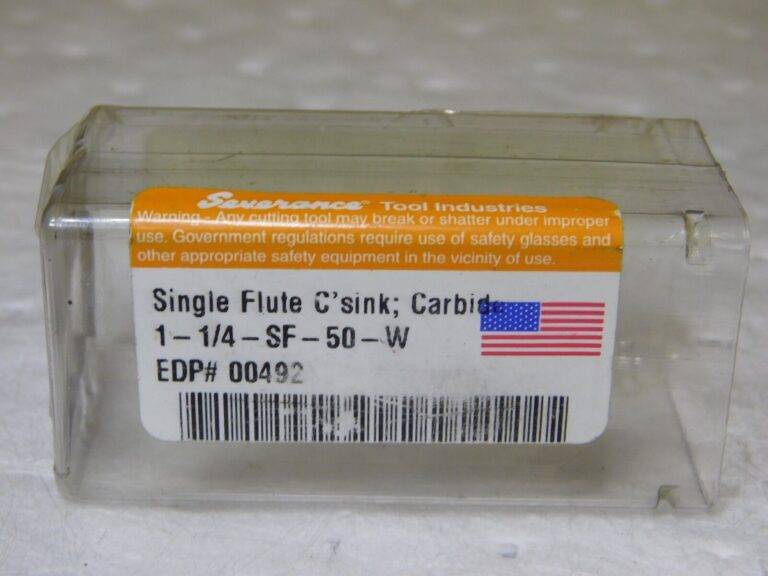 Severance® Tool Industries
Warning - Any cutting tool may break or shatter under improper
use. Government regulations require use of safety glasses and
other appropriate safety equipment in the vicinity of use.
Single Flute C'sink; Carbide
1-1/4-SF-50-W
EDP# 00492